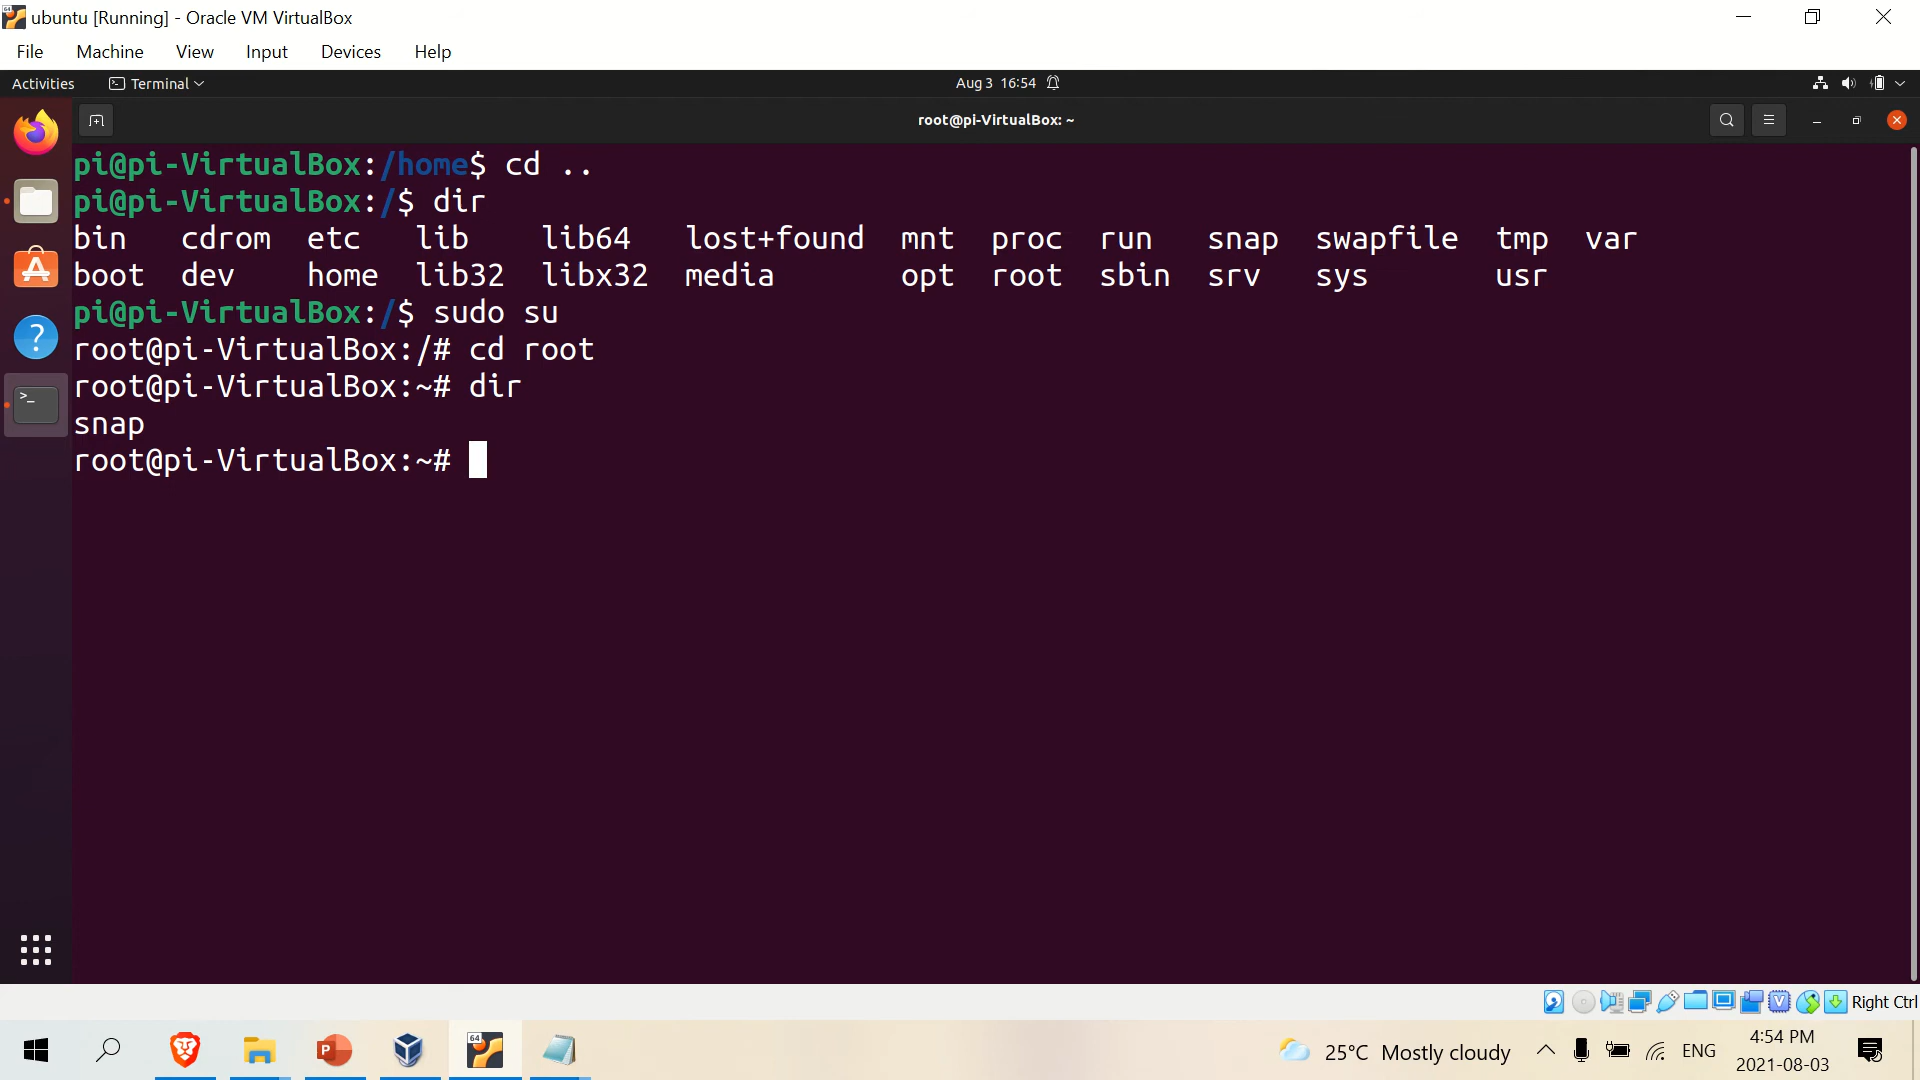 ubuntu [Running] - Oracle VM VirtualBox
File Machine View Input Devices Help
Activities Terminal Aug 3 16:54
root@pi-VirtualBox: ~
pi@pi-VirtualBox:/home$ cd ..
pi@pi-VirtualBox:/$ dir
bin cdrom etc lib lib64 lost+found mnt proc run snap swapfile tmp var
boot dev home lib32 libx32 media opt root sbin srv sys usr
pi@pi-VirtualBox:/$ sudo su
root@pi-VirtualBox:/# cd root
root@pi-VirtualBox:~# dir
snap
root@pi-VirtualBox:~#
Right Ctrl
64
25°C Mostly cloudy ENG 4:54 PM
2021-08-03